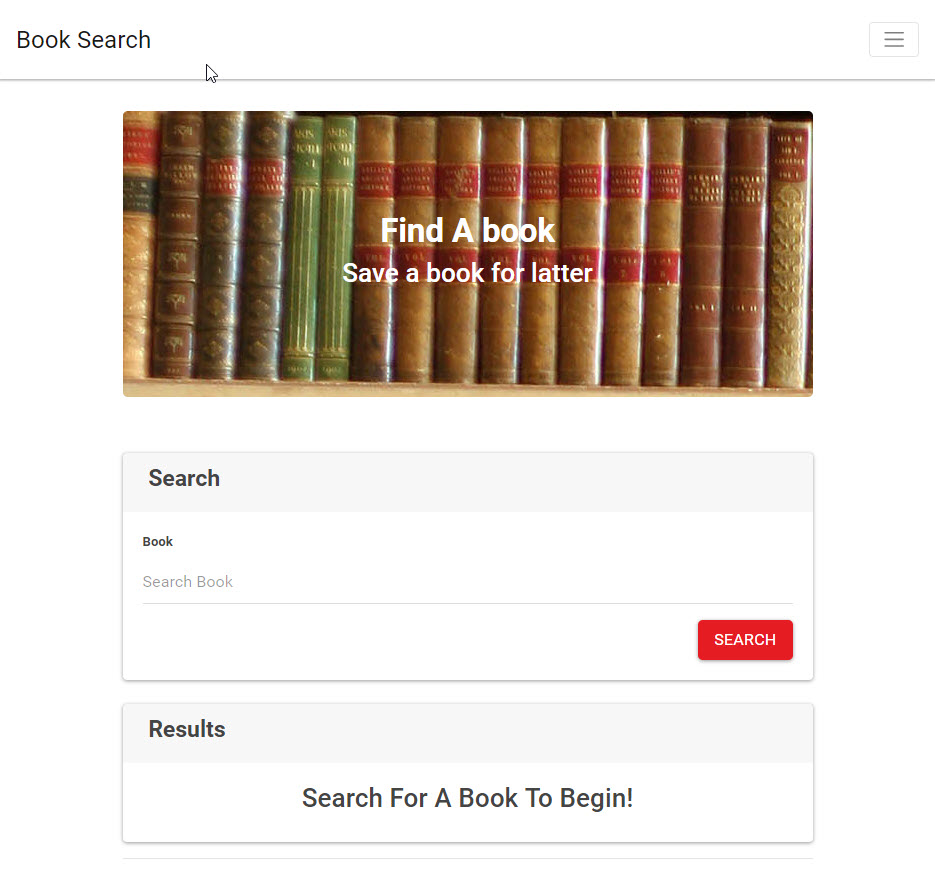 Book Search
Find A book
Save a book for latter
Search
Book
Search Book
SEARCH
Results
Search For A Book To Begin!